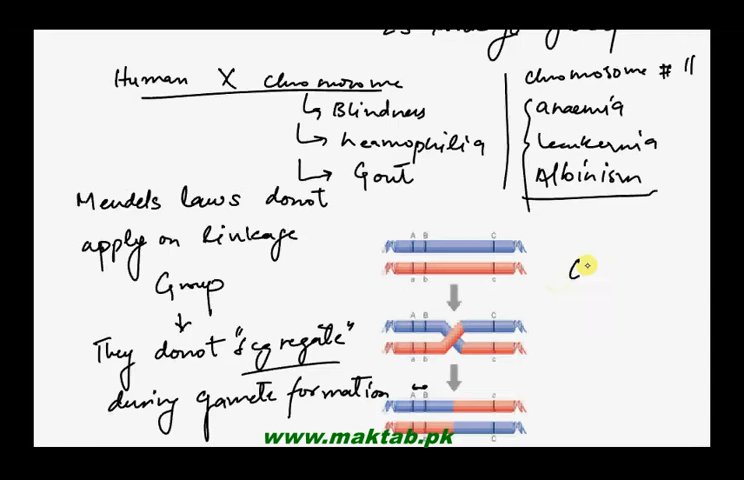 Human X chromosome
Blindness
haemophilia
Gout
chromosome # 11
anaemia
Leukemia
Albinism
Mendels laws donot
apply on linkage
Group
They donot "segregate"
during gamete formation
A B C
a b c
A B C
a b c
A B c
a b C
C
www.maktab.pk